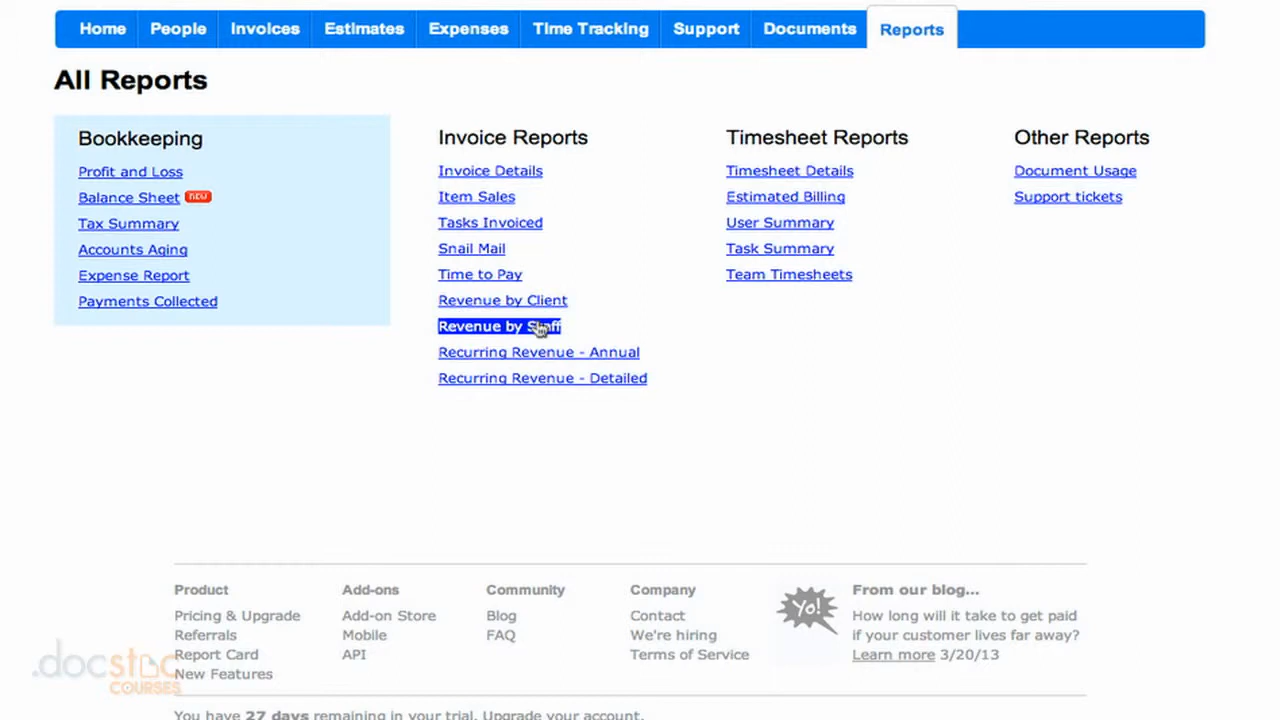 Home People Invoices Estimates Expenses Time Tracking Support Documents Reports
All Reports
Bookkeeping
Profit and Loss
Balance Sheet NEW
Tax Summary
Accounts Aging
Expense Report
Payments Collected
Invoice Reports
Invoice Details
Item Sales
Tasks Invoiced
Snail Mail
Time to Pay
Revenue by Client
Revenue by Staff
Recurring Revenue - Annual
Recurring Revenue - Detailed
Timesheet Reports
Timesheet Details
Estimated Billing
User Summary
Task Summary
Team Timesheets
Other Reports
Document Usage
Support tickets
Product
Pricing & Upgrade
Referrals
Report Card
New Features
Add-ons
Add-on Store
Mobile
API
Community
Blog
FAQ
Company
Contact
We're hiring
Terms of Service
Yo!
From our blog...
How long will it take to get paid
if your customer lives far away?
Learn more 3/20/13
.docstoc
COURSES
You have 27 days remaining in your trial. Upgrade your account.